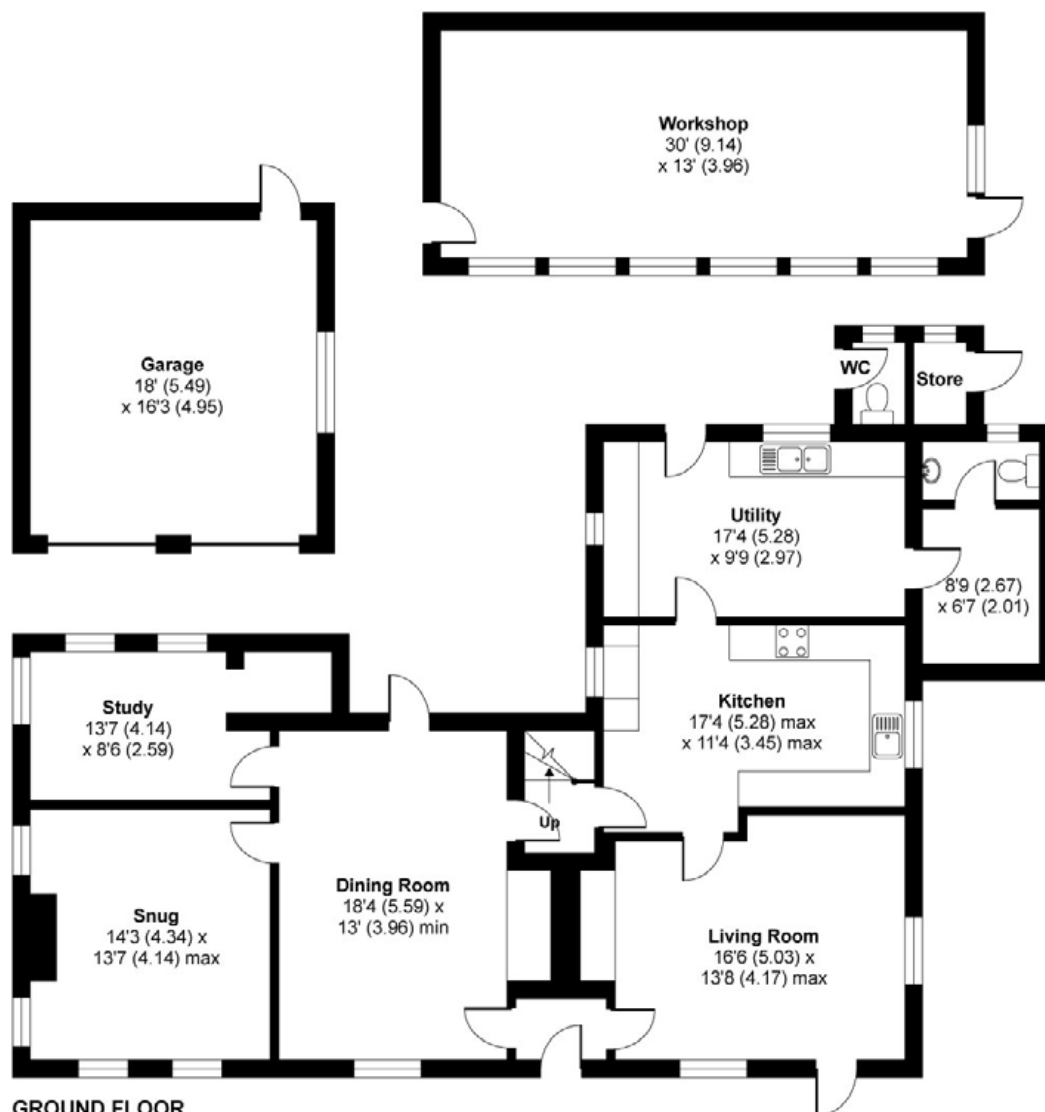 Workshop
30' (9.14)
x 13' (3.96)
Garage
18' (5.49)
x 16'3 (4.95)
WC
Store
Utility
17'4 (5.28)
x 9'9 (2.97)
8'9 (2.67)
x 6'7 (2.01)
Study
13'7 (4.14)
x 8'6 (2.59)
Kitchen
17'4 (5.28) max
x 11'4 (3.45) max
Up
Dining Room
18'4 (5.59) x
13' (3.96) min
Snug
14'3 (4.34) x
13'7 (4.14) max
Living Room
16'6 (5.03) x
13'8 (4.17) max
GROUND FLOOR